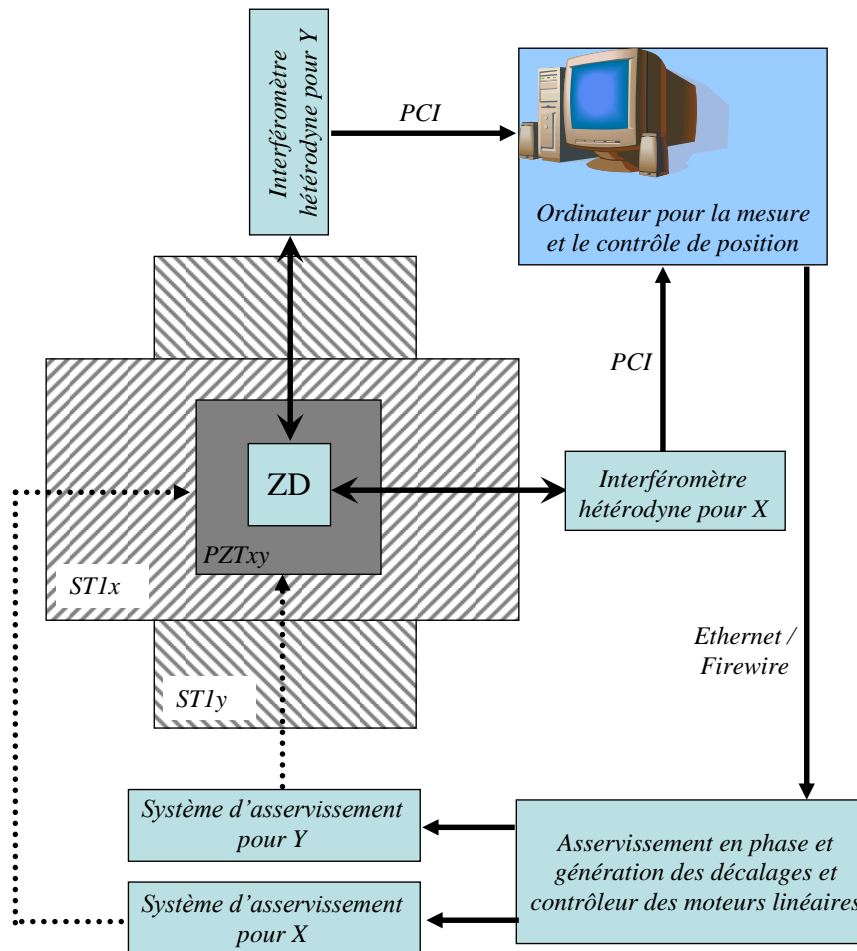 Interféromètre
hétérodyne pour Y
PCI
Ordinateur pour la mesure
et le contrôle de position
PCI
ZD
Interféromètre
hétérodyne pour X
PZTxy
ST1x
Ethernet /
Firewire
ST1y
Système d'asservissement
pour Y
Asservissement en phase et
génération des décalages et
contrôleur des moteurs linéaires
Système d'asservissement
pour X